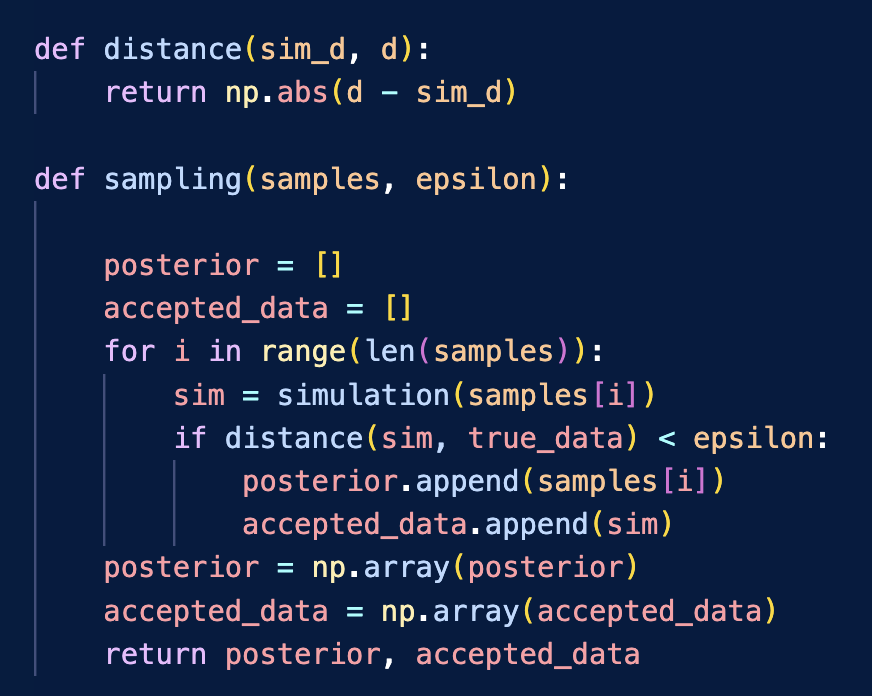 def distance(sim_d, d):
    return np.abs(d - sim_d)

def sampling(samples, epsilon):

    posterior = []
    accepted_data = []
    for i in range(len(samples)):
        sim = simulation(samples[i])
        if distance(sim, true_data) < epsilon:
            posterior.append(samples[i])
            accepted_data.append(sim)
    posterior = np.array(posterior)
    accepted_data = np.array(accepted_data)
    return posterior, accepted_data